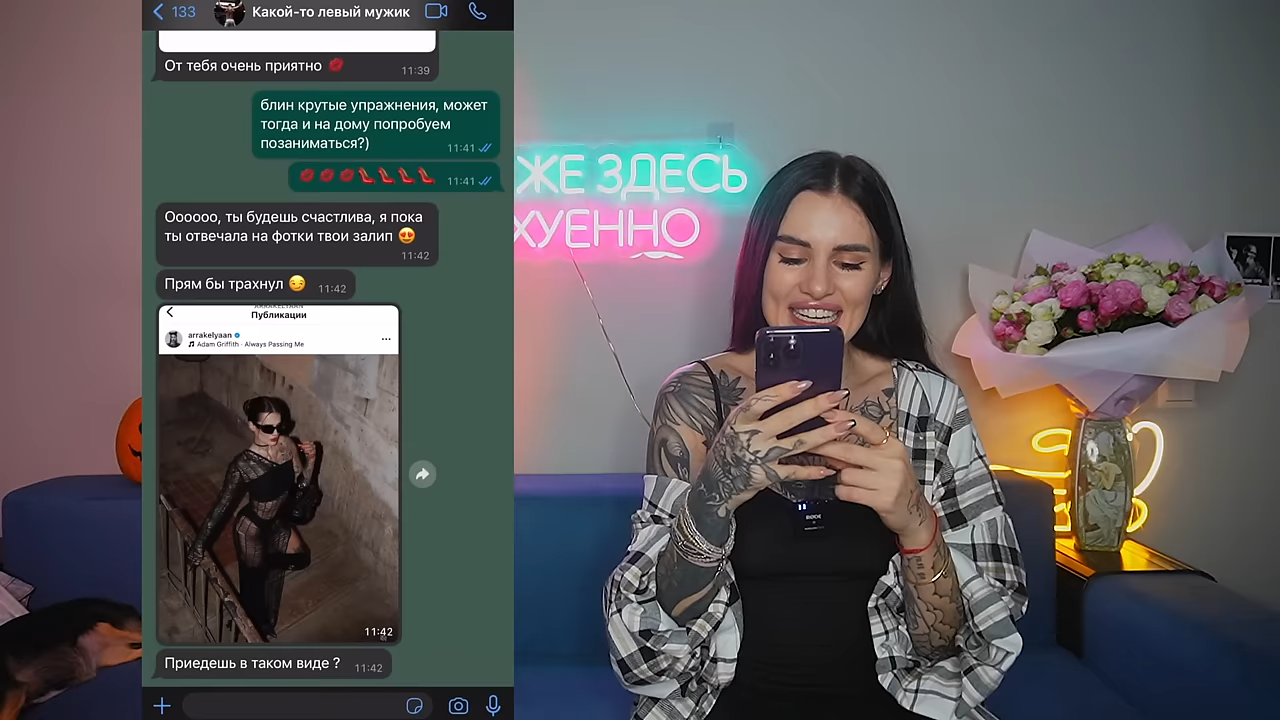 133
Какой-то левый мужик
От тебя очень приятно 💋
11:39
блин крутые упражнения, может
тогда и на дому попробуем
позаниматься?)
11:41
💋💋💋👠👠👠👠
11:41
Оооооо, ты будешь счастлива, я пока
ты отвечала на фотки твои залип 😍
11:42
Прям бы трахнул 😏
11:42
ARRAKELYAAN
Публикации
arrakelyaan
Adam Griffith · Always Passing Me
11:42
Приедешь в таком виде ?
11:42
ЖЕ ЗДЕСЬ
ХУЕННО
RODE